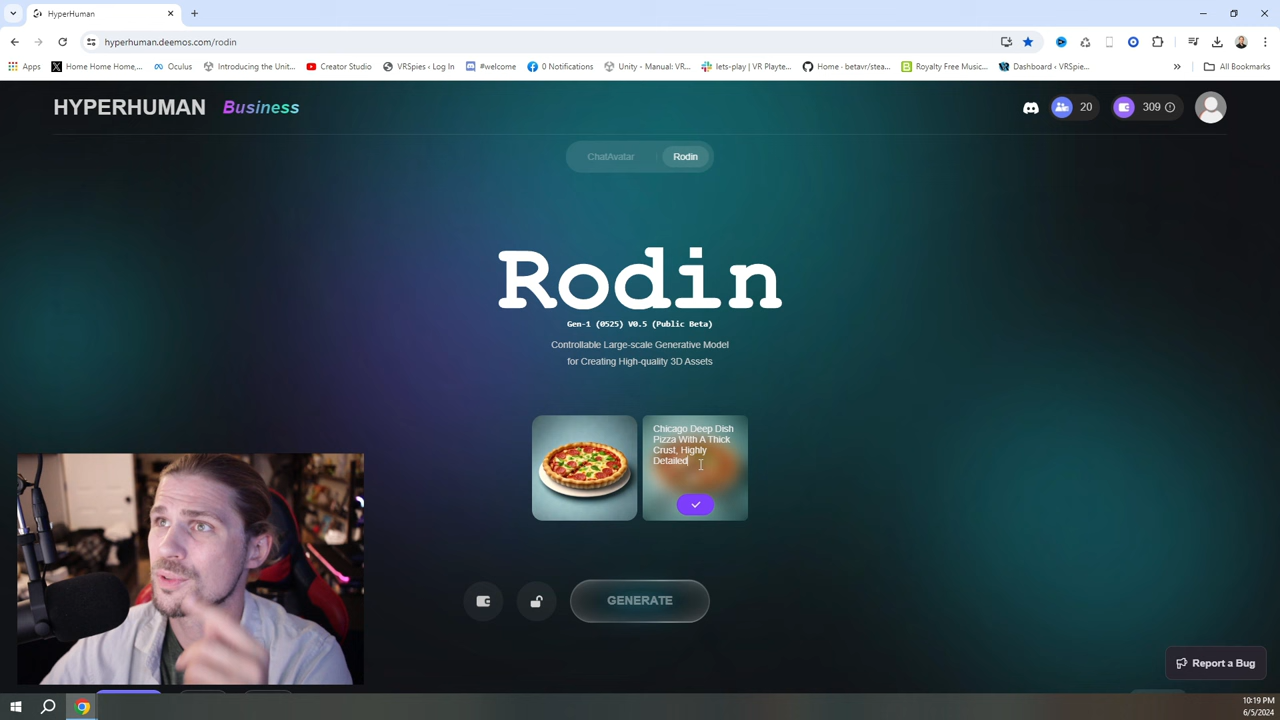 HyperHuman
hyperhuman.deemos.com/rodin
Apps
Home Home Home,...
Oculus
Introducing the Unit...
Creator Studio
VRSpies ‹ Log In
#welcome
0 Notifications
Unity - Manual: VR...
lets-play | VR Playte...
Home · betavr/stea...
Royalty Free Music...
Dashboard ‹ VRSpie...
»
All Bookmarks
HYPERHUMAN Business
20
309
ChatAvatar
Rodin
Rodin
Gen-1 (0525) V0.5 (Public Beta)
Controllable Large-scale Generative Model
for Creating High-quality 3D Assets
Chicago Deep Dish
Pizza With A Thick
Crust, Highly
Detailed
GENERATE
Report a Bug
10:19 PM
6/5/2024